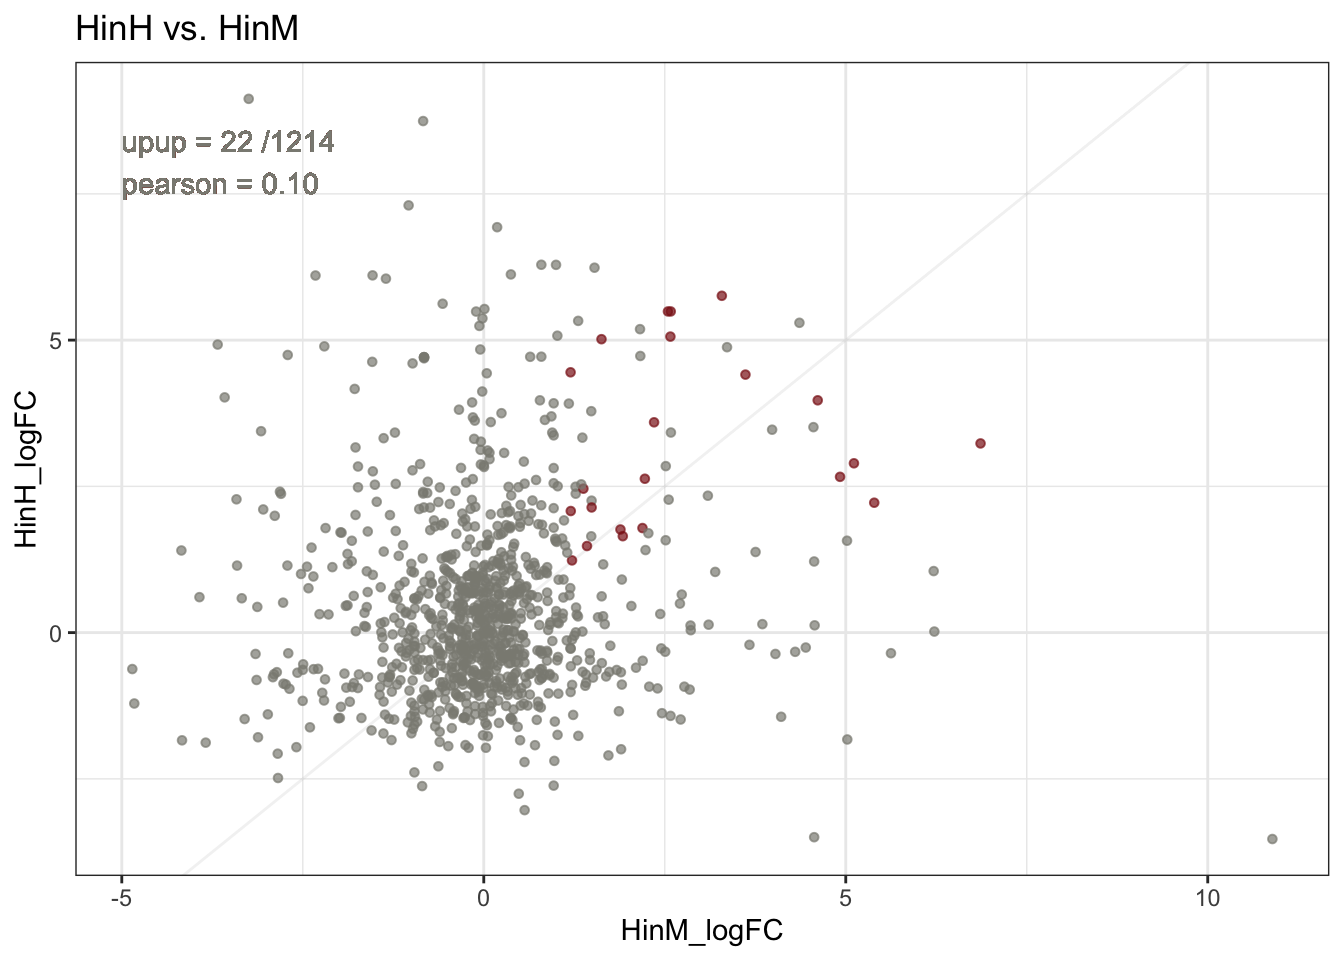 HinH vs. HinM
upup = 22 /1214
pearson = 0.10
5
0
HinH_logFC
-5
0
5
10
HinM_logFC